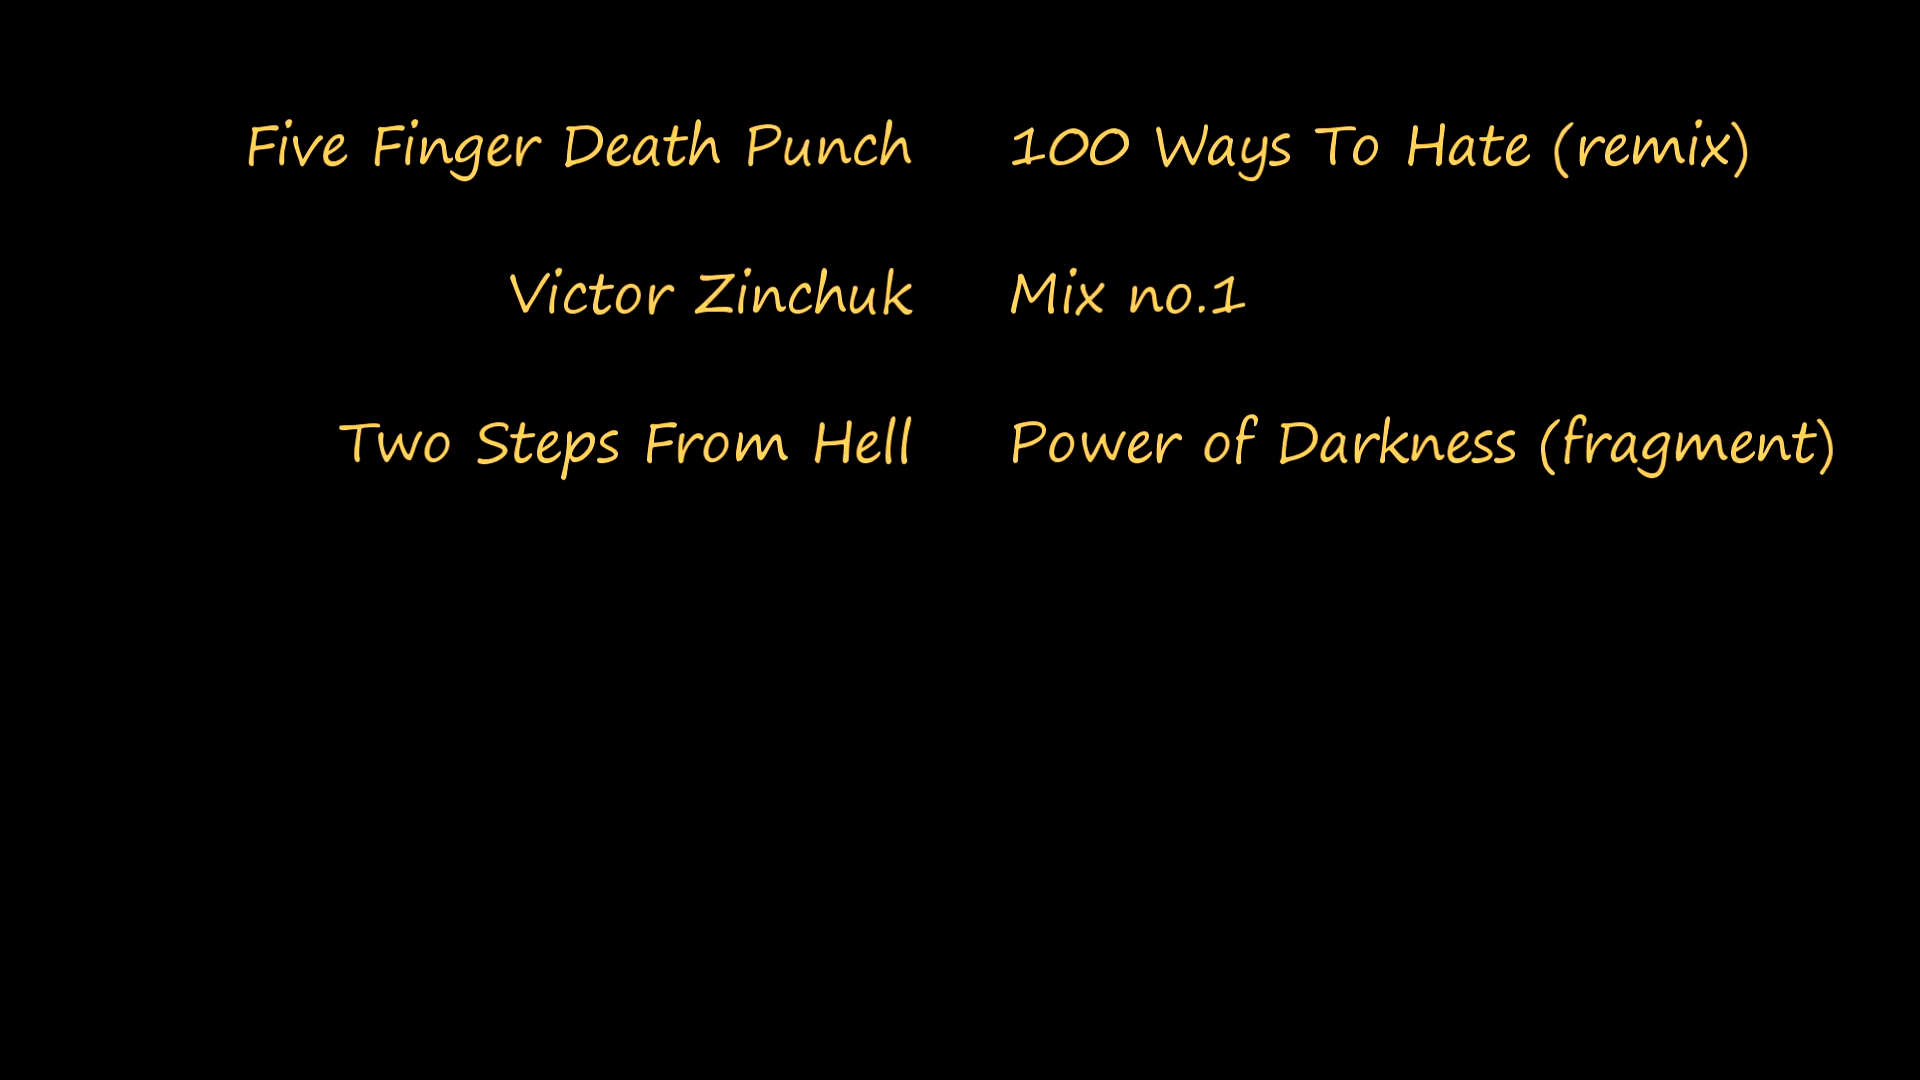 Five Finger Death Punch 100 Ways To Hate (remix)
Victor Zinchuk Mix no.1
Two Steps From Hell Power of Darkness (fragment)